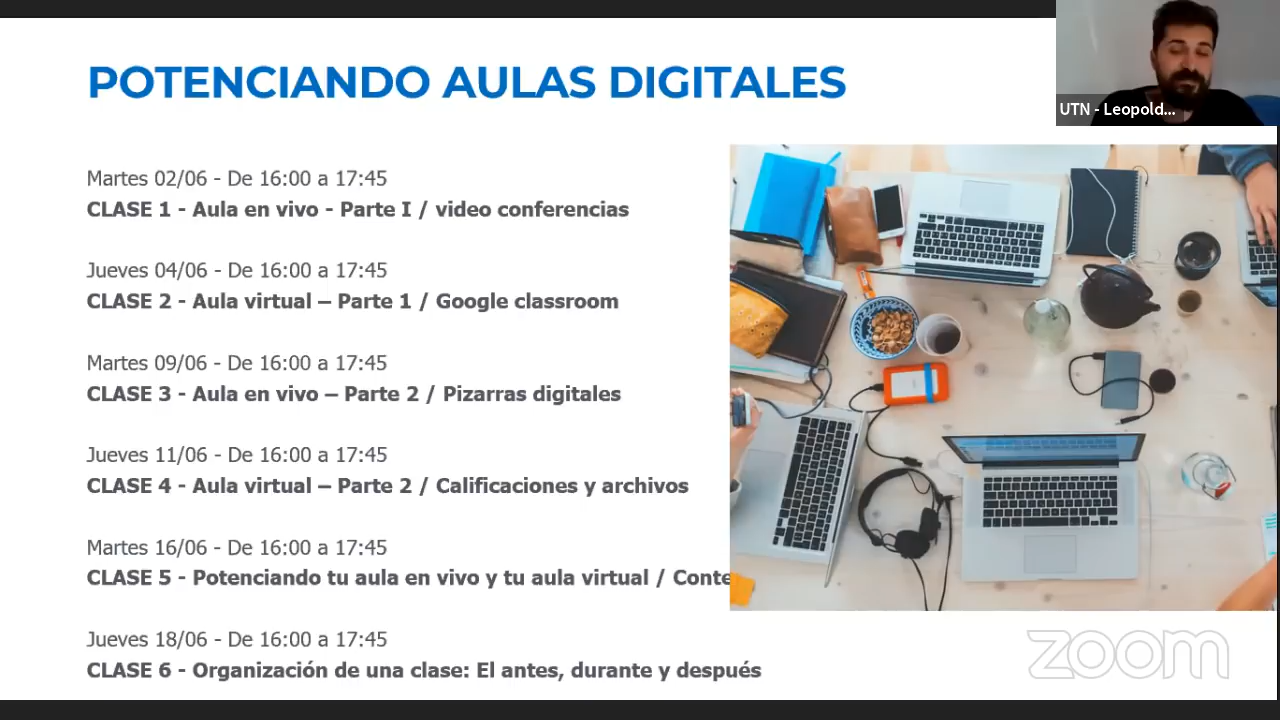 POTENCIANDO AULAS DIGITALES
UTN - Leopold...
Martes 02/06 - De 16:00 a 17:45
CLASE 1 - Aula en vivo - Parte I / video conferencias
Jueves 04/06 - De 16:00 a 17:45
CLASE 2 - Aula virtual – Parte 1 / Google classroom
Martes 09/06 - De 16:00 a 17:45
CLASE 3 - Aula en vivo – Parte 2 / Pizarras digitales
Jueves 11/06 - De 16:00 a 17:45
CLASE 4 - Aula virtual – Parte 2 / Calificaciones y archivos
Martes 16/06 - De 16:00 a 17:45
CLASE 5 - Potenciando tu aula en vivo y tu aula virtual / Conte
Jueves 18/06 - De 16:00 a 17:45
CLASE 6 - Organización de una clase: El antes, durante y después
zoom